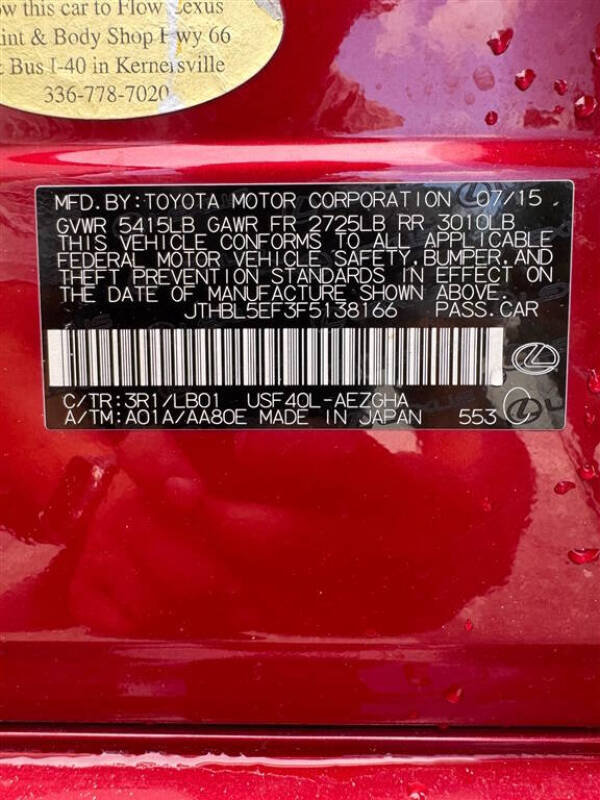 ow this car to Flow Lexus
int & Body Shop Hwy 66
& Bus I-40 in Kernersville
336-778-7020
MFD.BY:TOYOTA MOTOR CORPORATION 07/15
GVWR 5415LB GAWR FR 2725LB RR 3010LB
THIS VEHICLE CONFORMS TO ALL APPLICABLE
FEDERAL MOTOR VEHICLE SAFETY,BUMPER,AND
THEFT PREVENTION STANDARDS IN EFFECT ON
THE DATE OF MANUFACTURE SHOWN ABOVE.
JTHBL5EF3F5138166 PASS.CAR
C/TR:3R1/LB01 USF40L-AEZGHA
A/TM:A01A/AA80E MADE IN JAPAN 553